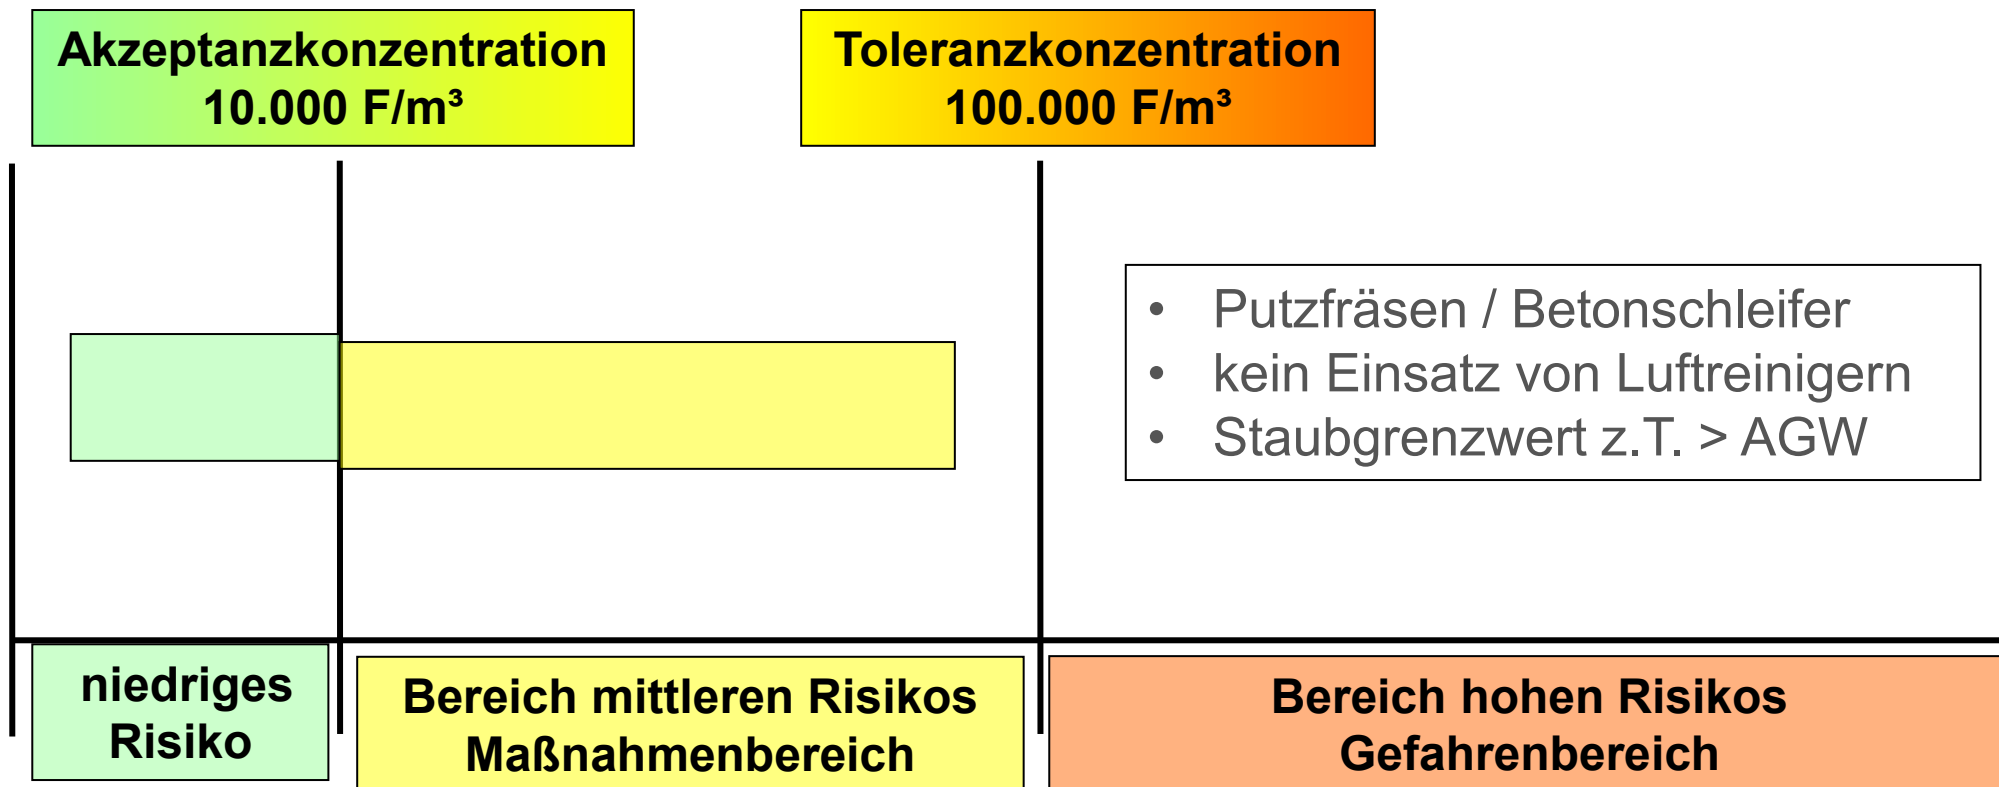 Akzeptanzkonzentration
10.000 F/m³
Toleranzkonzentration
100.000 F/m³
• Putzfräsen / Betonschleifer
• kein Einsatz von Luftreinigern
• Staubgrenzwert z.T. > AGW
niedriges
Risiko
Bereich mittleren Risikos
Maßnahmenbereich
Bereich hohen Risikos
Gefahrenbereich